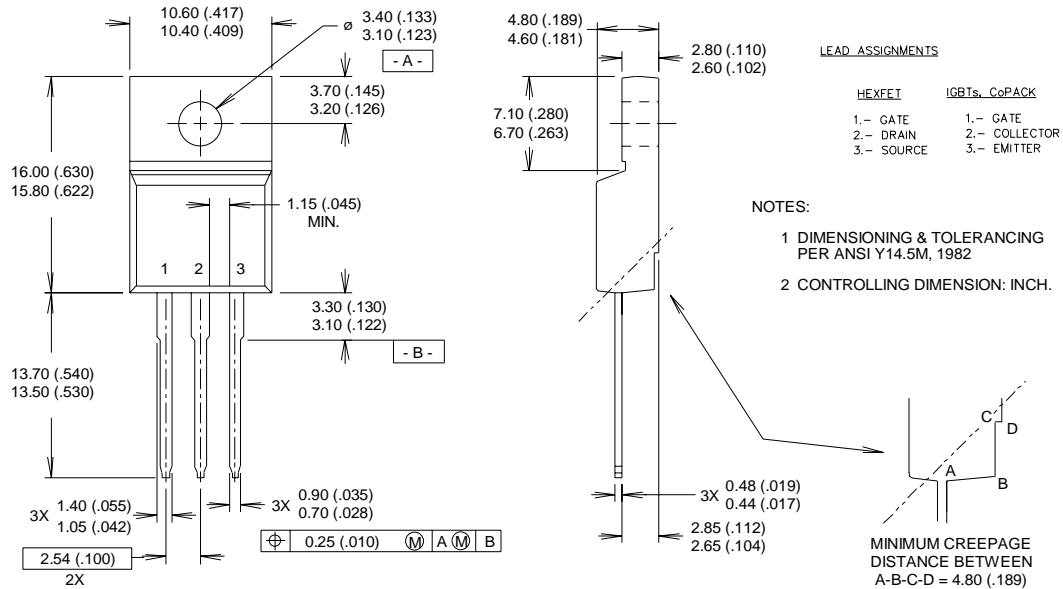 10.60 (.417)
10.40 (.409)
ø 3.40 (.133)
3.10 (.123)
- A -
3.70 (.145)
3.20 (.126)
16.00 (.630)
15.80 (.622)
1.15 (.045)
MIN.
1 2 3
3.30 (.130)
3.10 (.122)
- B -
13.70 (.540)
13.50 (.530)
3X 1.40 (.055)
1.05 (.042)
3X 0.90 (.035)
0.70 (.028)
⌖ 0.25 (.010) Ⓜ A Ⓜ B
2.54 (.100)
2X
4.80 (.189)
4.60 (.181)
2.80 (.110)
2.60 (.102)
7.10 (.280)
6.70 (.263)
3X 0.48 (.019)
0.44 (.017)
2.85 (.112)
2.65 (.104)
LEAD ASSIGNMENTS
HEXFET
1.- GATE
2.- DRAIN
3.- SOURCE
IGBTs, CoPACK
1.- GATE
2.- COLLECTOR
3.- EMITTER
NOTES:
1 DIMENSIONING & TOLERANCING
PER ANSI Y14.5M, 1982
2 CONTROLLING DIMENSION: INCH.
C
D
A
B
MINIMUM CREEPAGE
DISTANCE BETWEEN
A-B-C-D = 4.80 (.189)